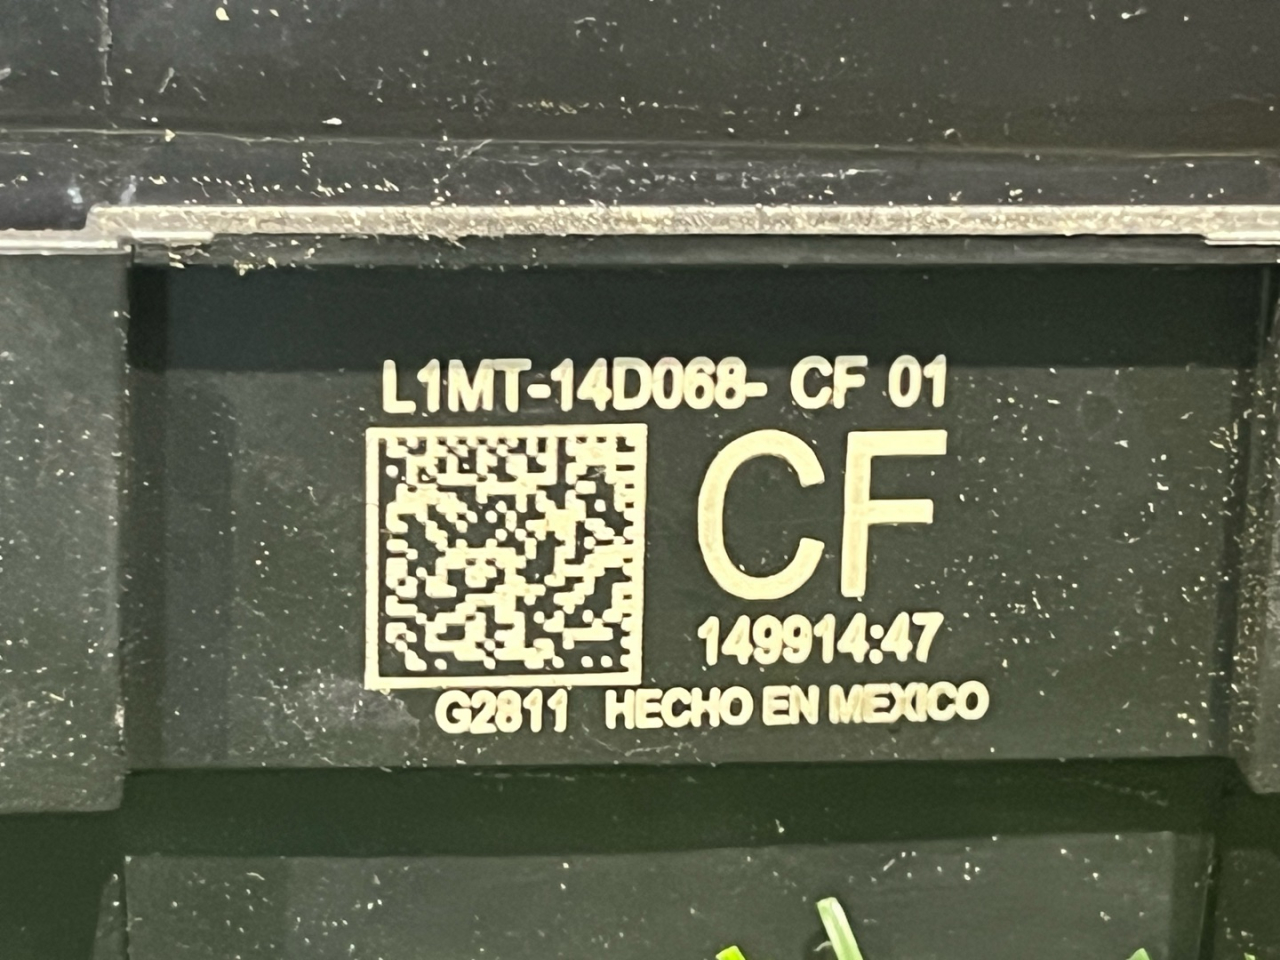 L1MT-14D068- CF 01
CF
149914:47
G2811 HECHO EN MEXICO